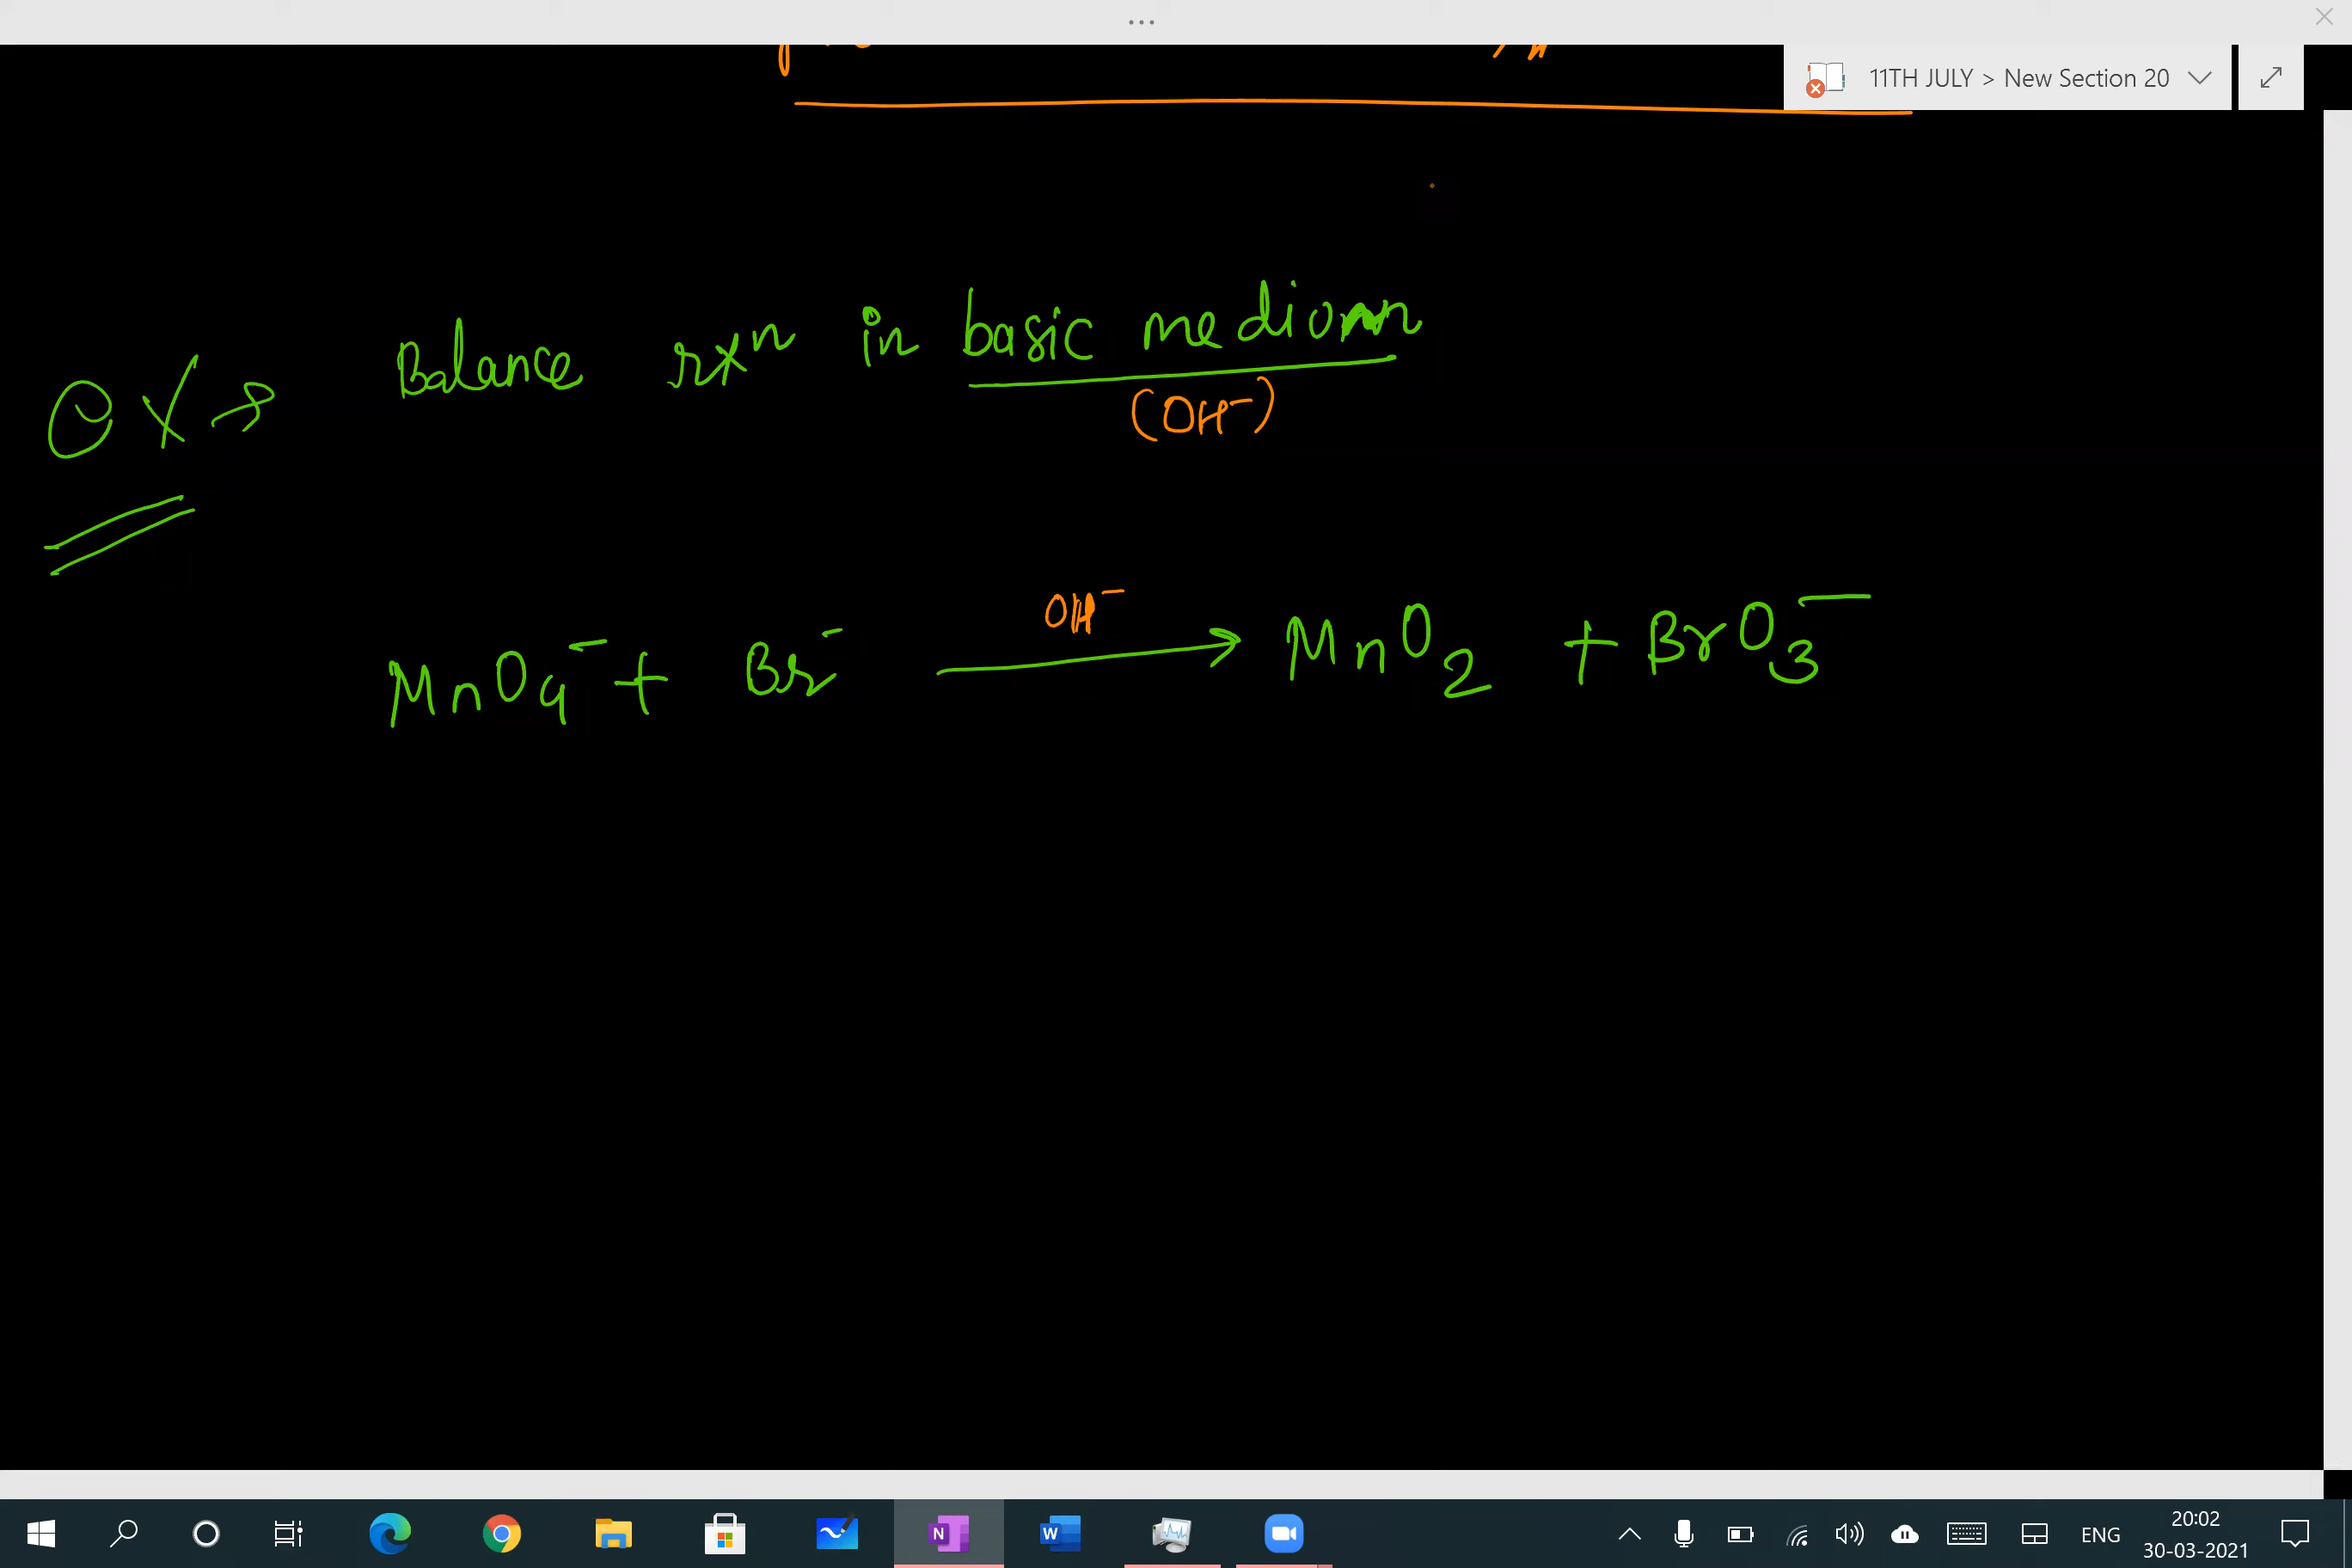 11TH JULY > New Section 20
Balance rxⁿ in basic medium
ex →
(OH⁻)
OH⁻
MnO₄⁻ + Br⁻ → MnO₂ + BrO₃⁻
ENG
20:02
30-03-2021